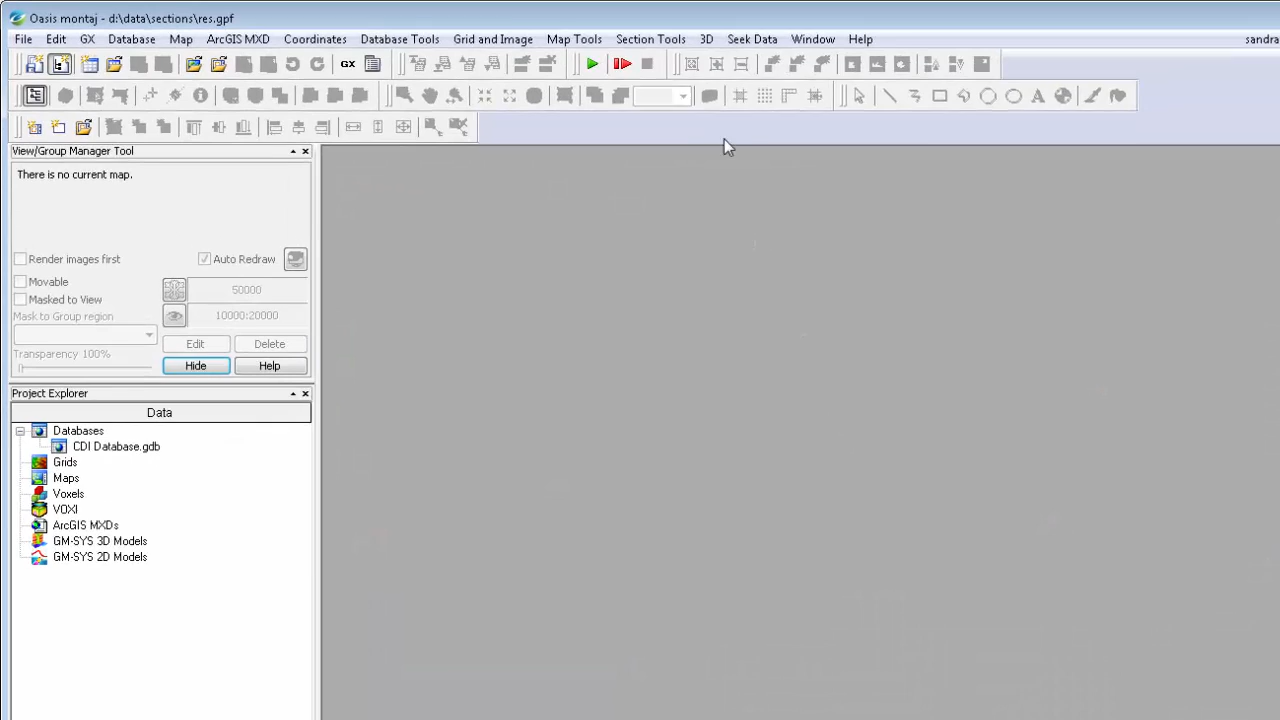 Oasis montaj - d:\data\sections\res.gpf
File Edit GX Database Map ArcGIS MXD Coordinates Database Tools Grid and Image Map Tools Section Tools 3D Seek Data Window Help sandra
GX
View/Group Manager Tool
There is no current map.
Render images first Auto Redraw
Movable
50000
Masked to View
Mask to Group region
10000:20000
Transparency 100%
Edit Delete
Hide Help
Project Explorer
Data
Databases
CDI Database.gdb
Grids
Maps
Voxels
VOXI
ArcGIS MXDs
GM-SYS 3D Models
GM-SYS 2D Models